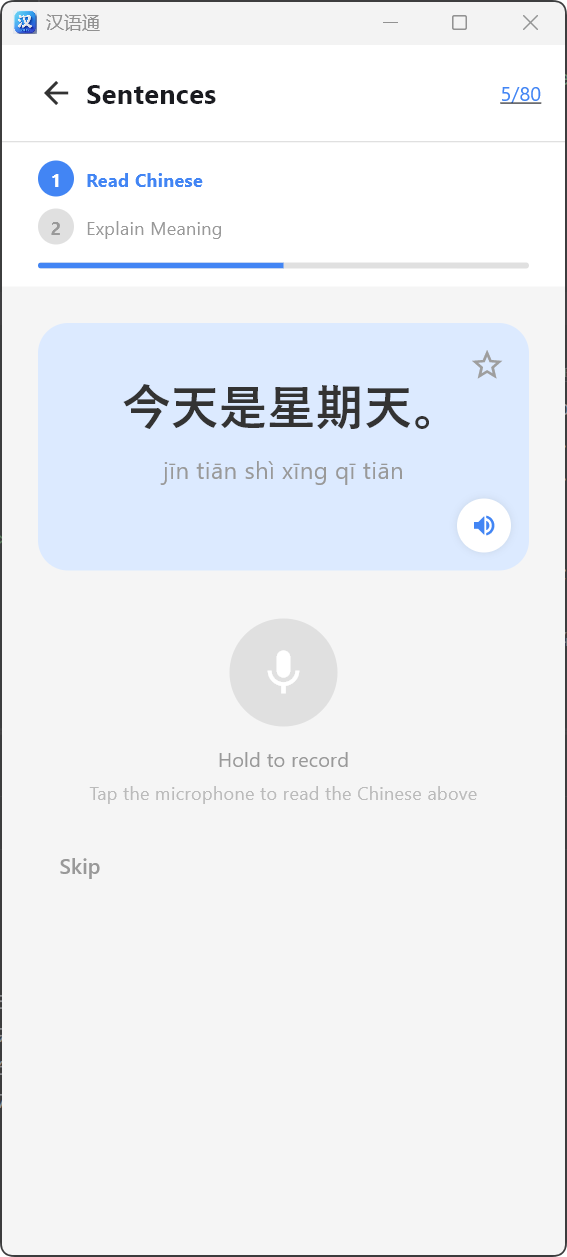 汉 汉语通
Sentences 5/80
1 Read Chinese
2 Explain Meaning
今天是星期天。
jīn tiān shì xīng qī tiān
Hold to record
Tap the microphone to read the Chinese above
Skip